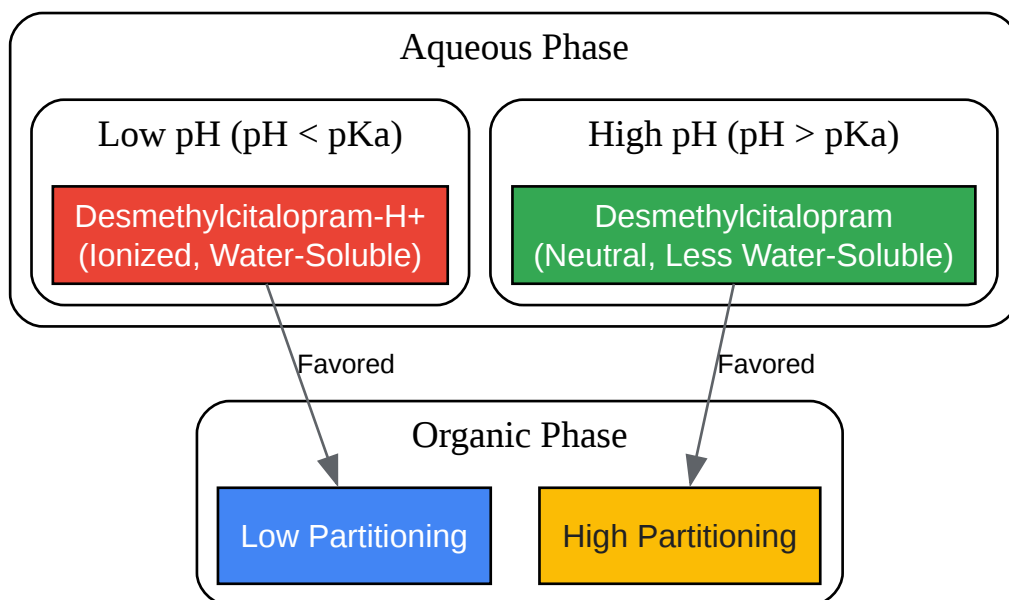 Aqueous Phase
Low pH (pH < pKa)
Desmethylcitalopram-H+
(Ionized, Water-Soluble)
High pH (pH > pKa)
Desmethylcitalopram
(Neutral, Less Water-Soluble)
Favored
Favored
Organic Phase
Low Partitioning
High Partitioning